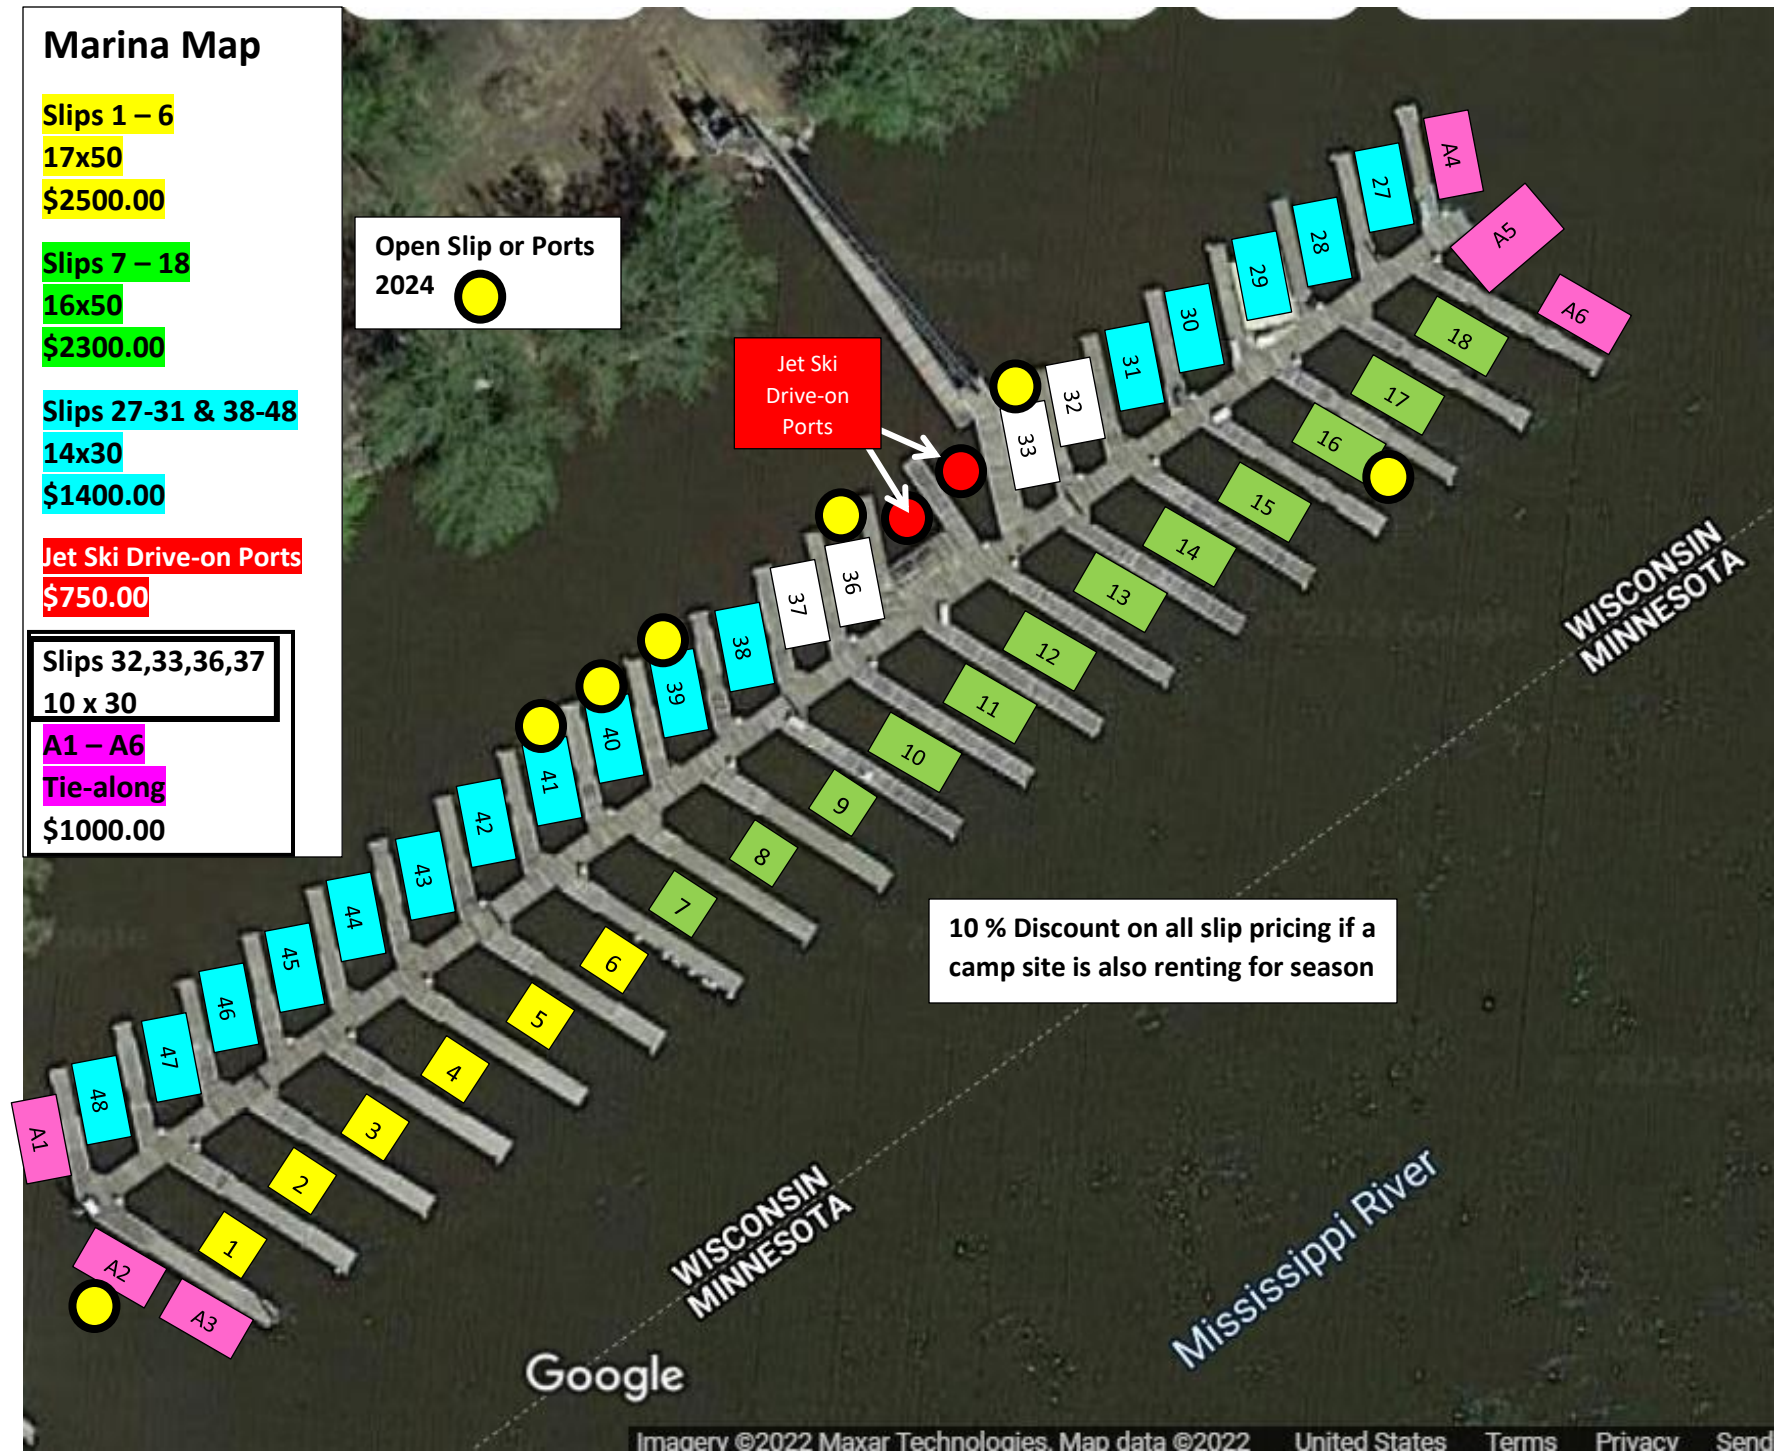 Marina Map
Slips 1 – 6
17x50
$2500.00
Slips 7 – 18
16x50
$2300.00
Slips 27-31 & 38-48
14x30
$1400.00
Jet Ski Drive-on Ports
$750.00
Slips 32,33,36,37
10 x 30
A1 – A6
Tie-along
$1000.00
Open Slip or Ports
2024
Jet Ski
Drive-on
Ports
A4
27
A5
28
29
A6
30
18
31
32
17
33
16
15
36
14
37
13
38
12
39
11
40
10
41
9
42
8
43
7
44
6
45
5
46
4
47
3
48
2
A1
1
A2
A3
WISCONSIN
MINNESOTA
10 % Discount on all slip pricing if a
camp site is also renting for season
WISCONSIN
MINNESOTA
Mississippi River
Google
Imagery ©2022 Maxar Technologies, Map data ©2022 United States Terms Privacy Send